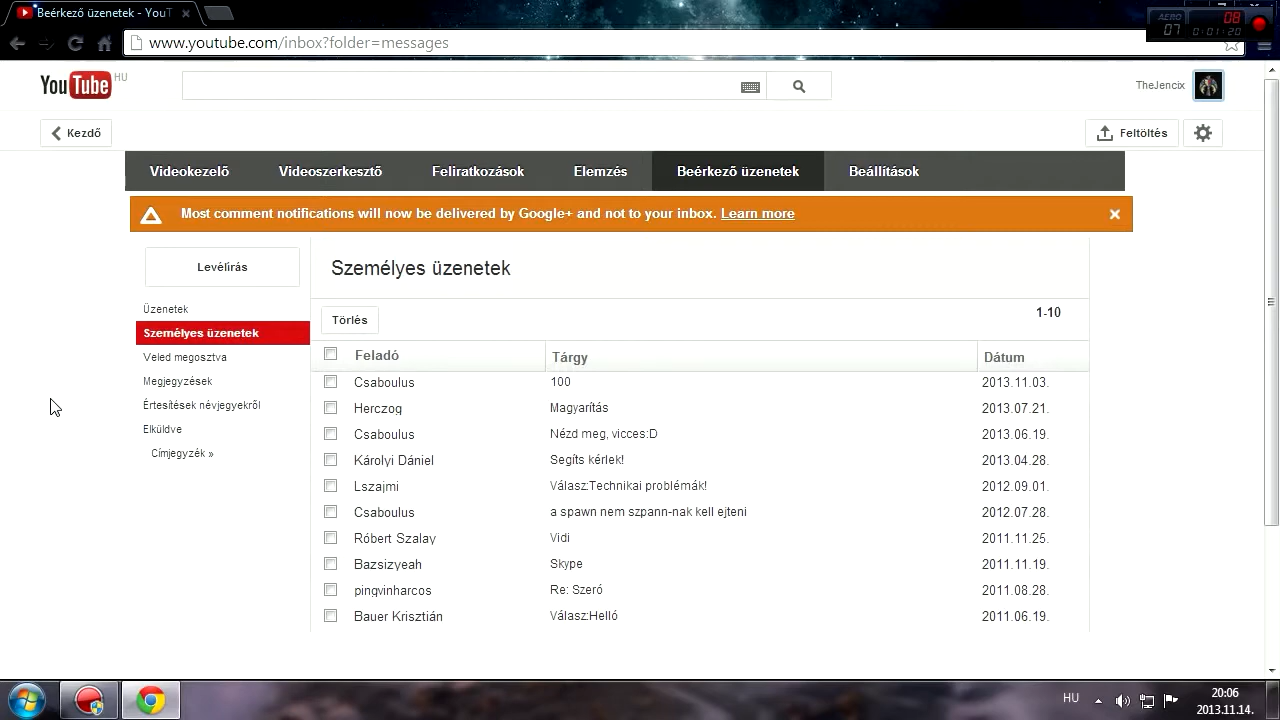 Beérkező üzenetek - YouT
AERO
07
08
0:01:20
www.youtube.com/inbox?folder=messages
YouTube HU
TheJencix
Kezdő
Feltöltés
Videokezelő Videoszerkesztő Feliratkozások Elemzés Beérkező üzenetek Beállítások
Most comment notifications will now be delivered by Google+ and not to your inbox. Learn more
Levélírás
Személyes üzenetek
Üzenetek
Személyes üzenetek
Veled megosztva
Megjegyzések
Értesítések névjegyekről
Elküldve
Címjegyzék »
Törlés
1-10
Feladó Tárgy Dátum
Csaboulus 100 2013.11.03.
Herczog Magyarítás 2013.07.21.
Csaboulus Nézd meg, vicces:D 2013.06.19.
Károlyi Dániel Segíts kérlek! 2013.04.28.
Lszajmi Válasz:Technikai problémák! 2012.09.01.
Csaboulus a spawn nem szpann-nak kell ejteni 2012.07.28.
Róbert Szalay Vidi 2011.11.25.
Bazsizyeah Skype 2011.11.19.
pingvinharcos Re: Szeró 2011.08.28.
Bauer Krisztián Válasz:Helló 2011.06.19.
HU
20:06
2013.11.14.